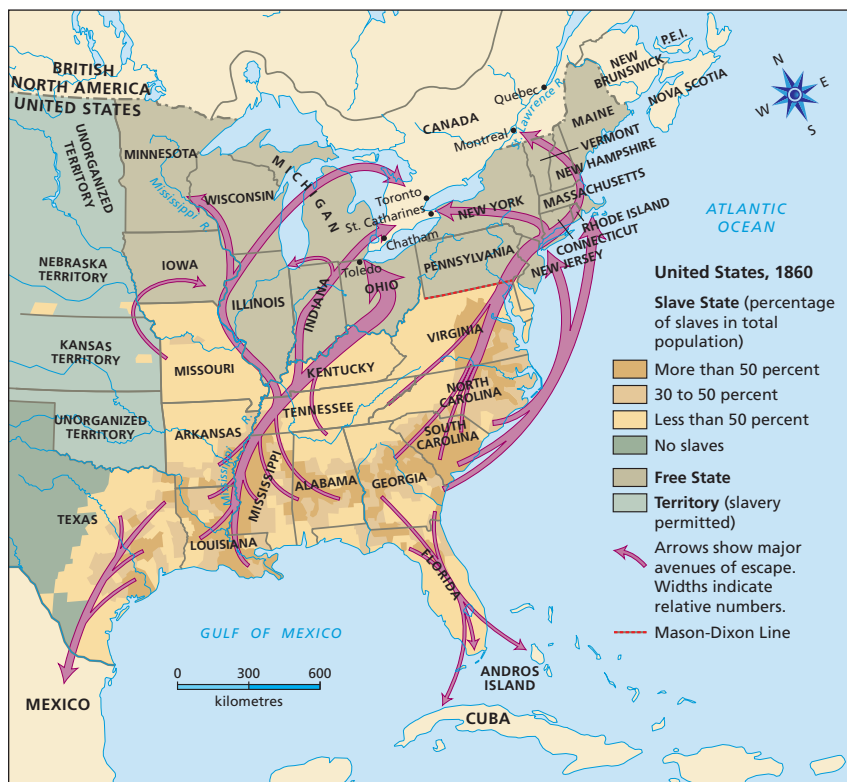 BRITISH
NORTH AMERICA
UNITED STATES
P.E.I.
NEW
BRUNSWICK
NOVA SCOTIA
Quebec
St. Lawrence R.
CANADA
Montreal
MAINE
VERMONT
NEW HAMPSHIRE
MASSACHUSETTS
RHODE ISLAND
CONNECTICUT
NEW JERSEY
N
E
S
W
UNORGANIZED
TERRITORY
MINNESOTA
Mississippi R.
WISCONSIN
MICHIGAN
Toronto
St. Catharines
Chatham
Toledo
NEW YORK
PENNSYLVANIA
NEBRASKA
TERRITORY
IOWA
ILLINOIS
INDIANA
OHIO
KANSAS
TERRITORY
MISSOURI
KENTUCKY
VIRGINIA
UNORGANIZED
TERRITORY
ARKANSAS
TENNESSEE
NORTH
CAROLINA
SOUTH
CAROLINA
Mississippi R.
MISSISSIPPI
ALABAMA
GEORGIA
TEXAS
LOUISIANA
FLORIDA
ATLANTIC
OCEAN
GULF OF MEXICO
0 300 600
kilometres
MEXICO
ANDROS
ISLAND
CUBA
United States, 1860
Slave State (percentage
of slaves in total
population)
More than 50 percent
30 to 50 percent
Less than 50 percent
No slaves
Free State
Territory (slavery
permitted)
Arrows show major
avenues of escape.
Widths indicate
relative numbers.
Mason-Dixon Line